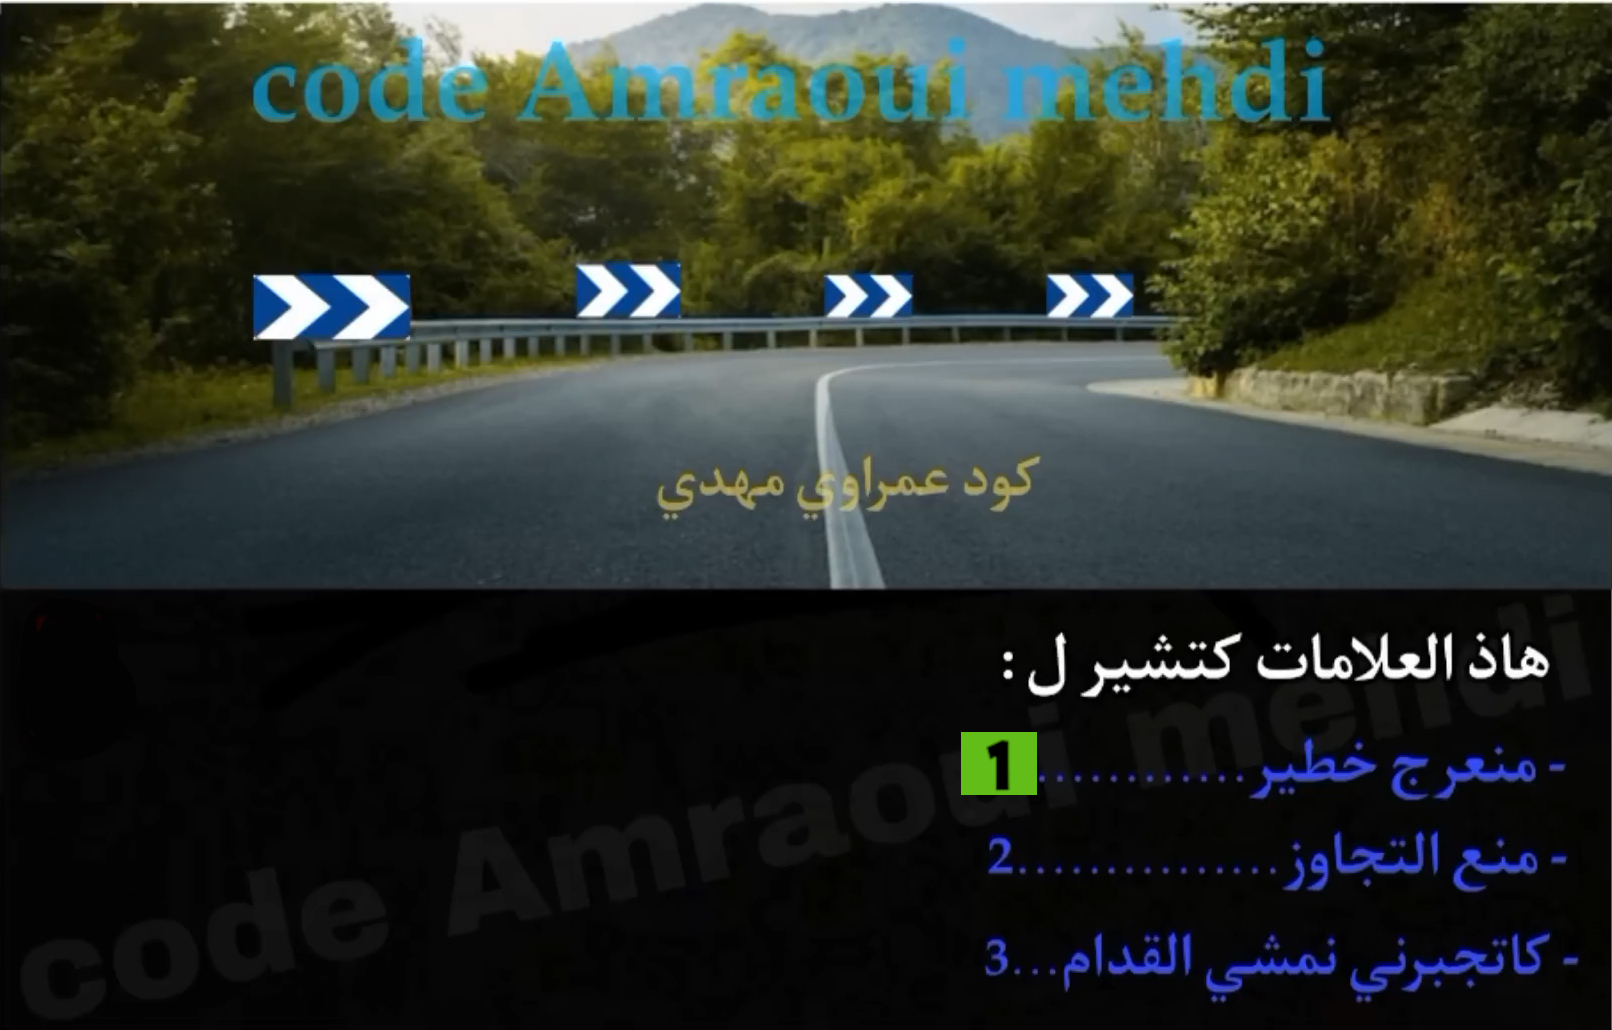 code Amraoui mehdi
كود عمراوي مهدي
هاذ العلامات كتشير ل :
- منعرج خطير............1
- منع التجاوز...............2
- كاتجبرني نمشي القدام...3
code Amraoui mehdi